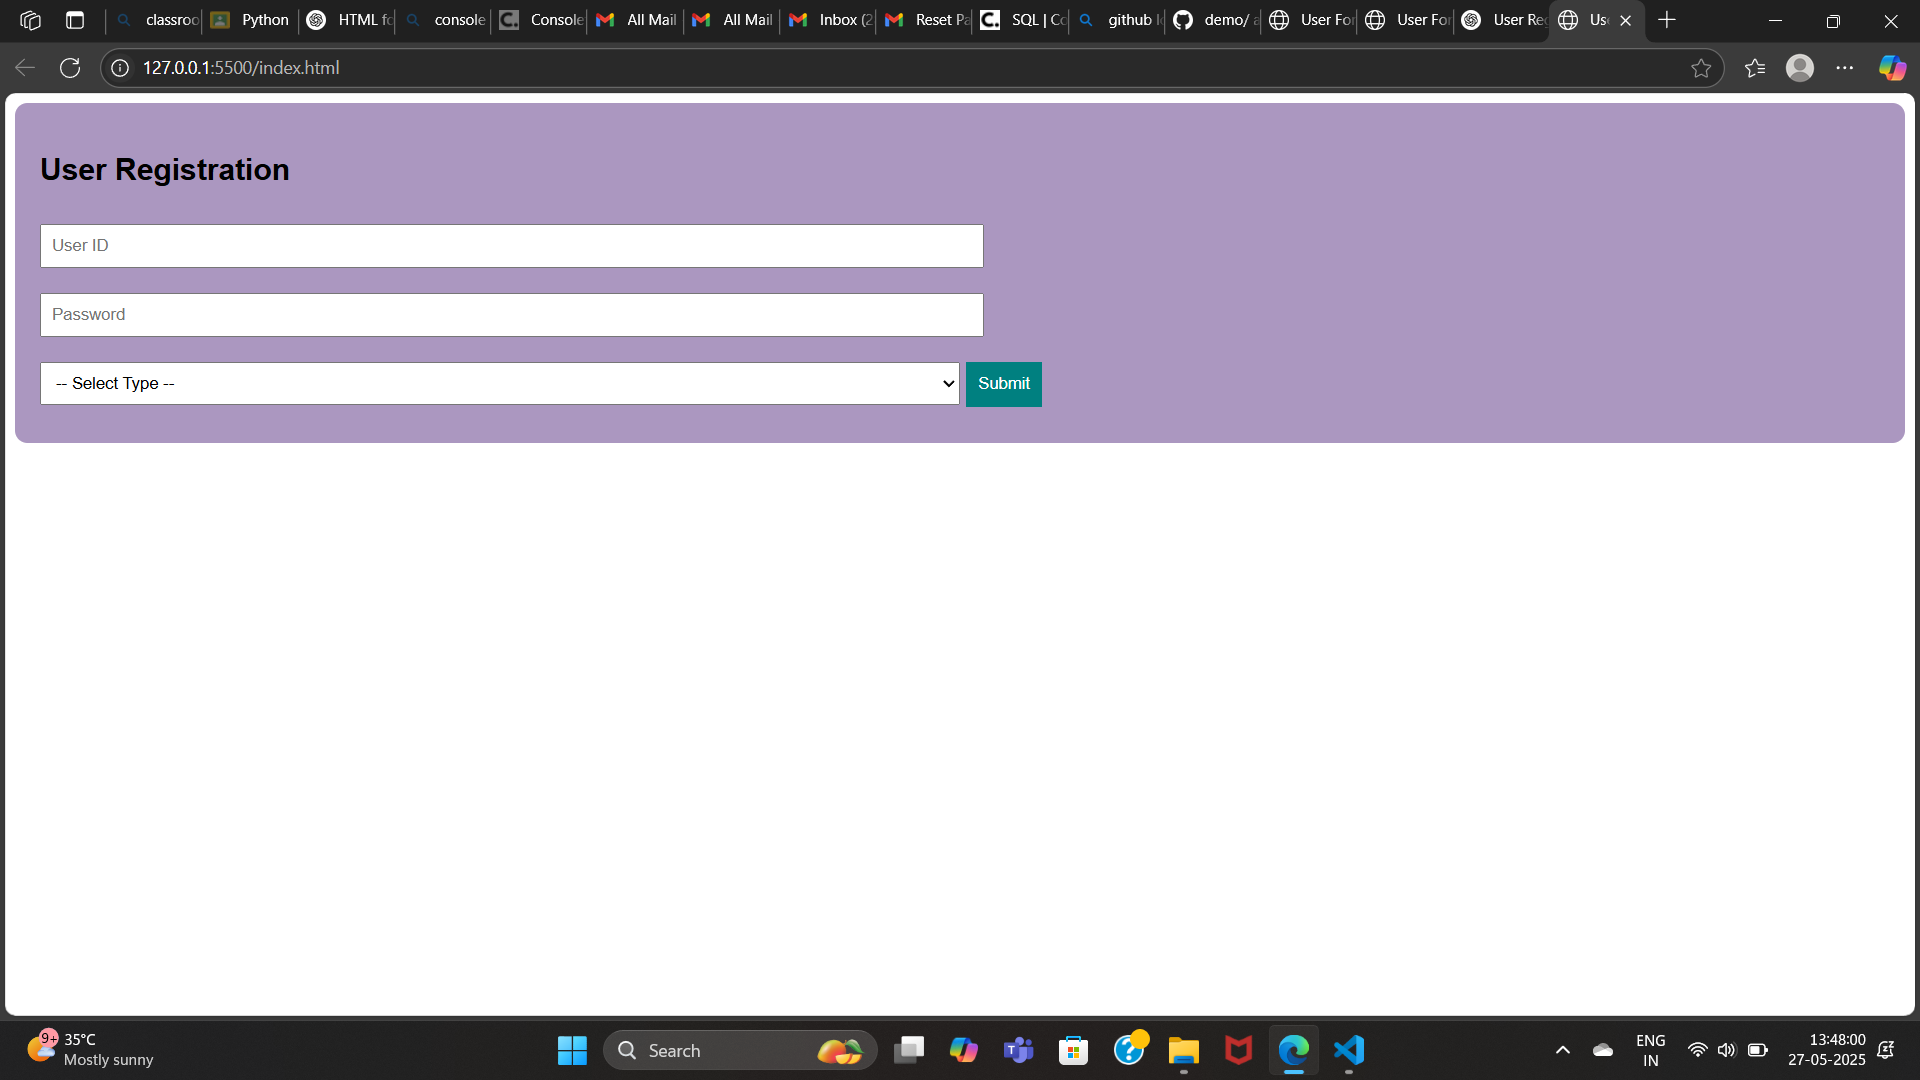 classroo Python HTML fo console Console All Mail All Mail Inbox (2 Reset Pa SQL | Co github lo demo/ a User For User For User Reg Us
127.0.0.1:5500/index.html
User Registration
User ID
Password
-- Select Type -- Submit
9+ 35°C
Mostly sunny
Search
ENG
IN
13:48:00
27-05-2025